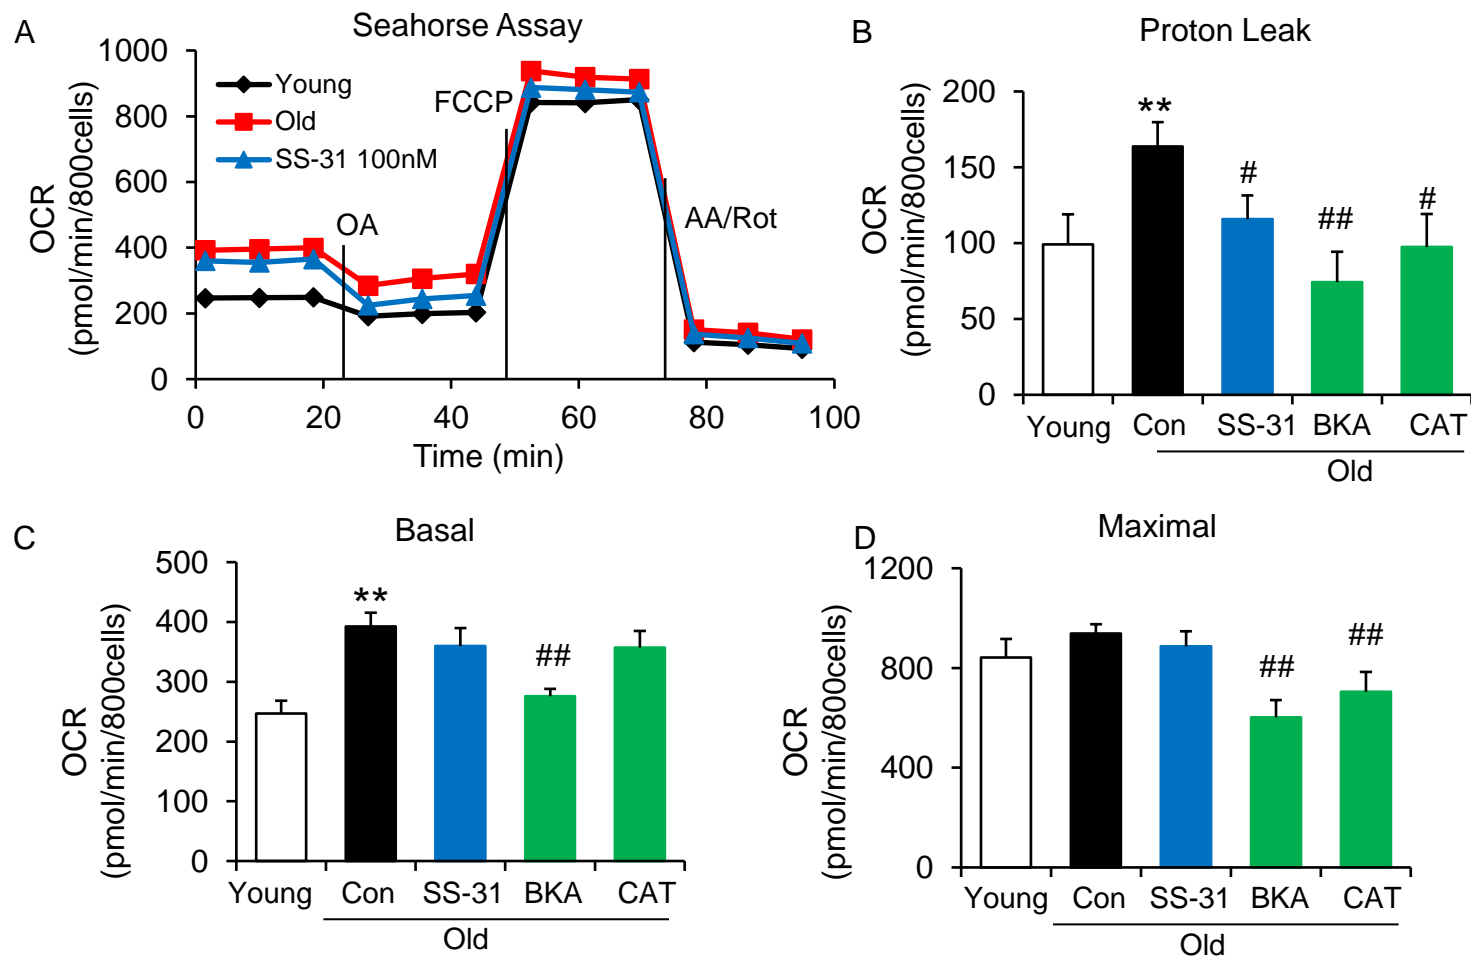 A
Seahorse Assay
OCR
(pmol/min/800cells)
1000
800
600
400
200
0
Young
Old
SS-31 100nM
OA
FCCP
AA/Rot
0 20 40 60 80 100
Time (min)
B
Proton Leak
OCR
(pmol/min/800cells)
200
150
100
50
0
**
#
##
#
Young Con SS-31 BKA CAT
Old
C
Basal
OCR
(pmol/min/800cells)
500
400
300
200
100
0
**
##
Young Con SS-31 BKA CAT
Old
D
Maximal
OCR
(pmol/min/800cells)
1200
800
400
0
##
##
Young Con SS-31 BKA CAT
Old